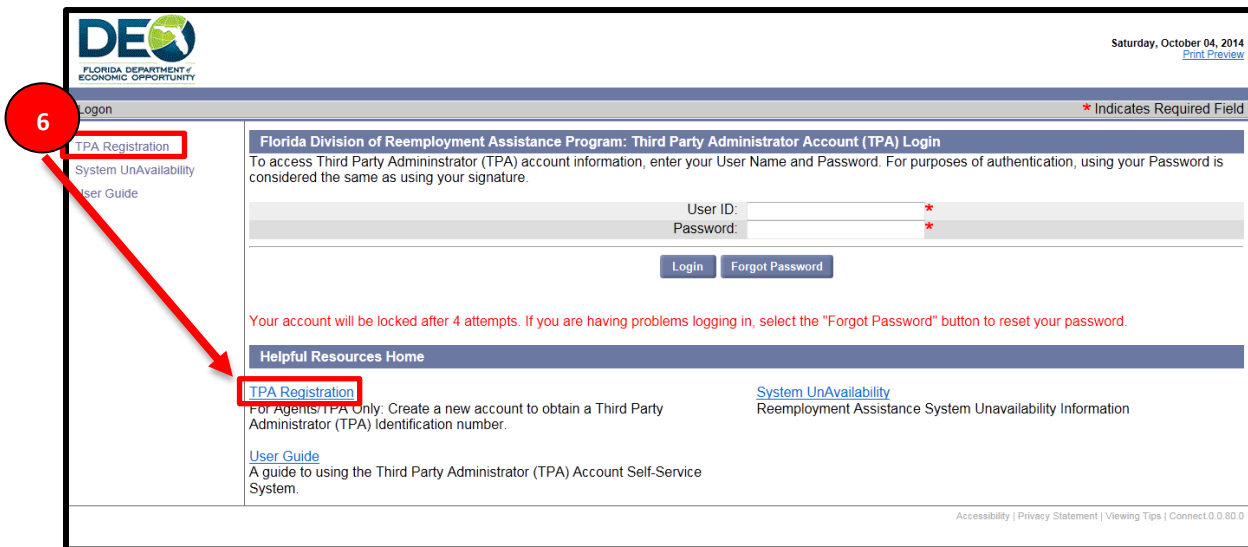 DEO
FLORIDA DEPARTMENT of
ECONOMIC OPPORTUNITY
Saturday, October 04, 2014
Print Preview
Logon
* Indicates Required Field
6
TPA Registration
System UnAvailability
User Guide
Florida Division of Reemployment Assistance Program: Third Party Administrator Account (TPA) Login
To access Third Party Admininstrator (TPA) account information, enter your User Name and Password. For purposes of authentication, using your Password is
considered the same as using your signature.
User ID: *
Password: *
Login Forgot Password
Your account will be locked after 4 attempts. If you are having problems logging in, select the "Forgot Password" button to reset your password.
Helpful Resources Home
TPA Registration
For Agents/TPA Only: Create a new account to obtain a Third Party
Administrator (TPA) Identification number.
System UnAvailability
Reemployment Assistance System Unavailability Information
User Guide
A guide to using the Third Party Administrator (TPA) Account Self-Service
System.
Accessibility | Privacy Statement | Viewing Tips | Connect.0.0.80.0